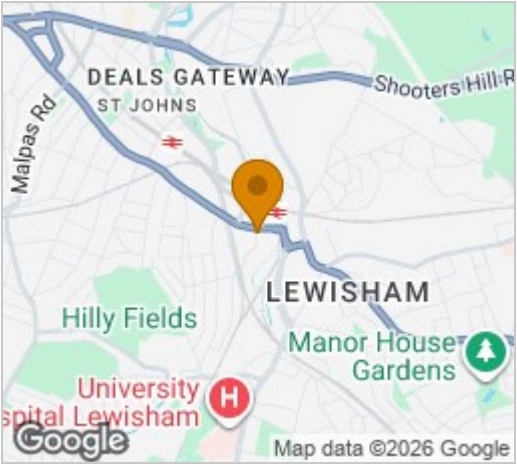 DEALS GATEWAY
Shooters Hill R
ST JOHNS
Malpas Rd
LEWISHAM
Hilly Fields
Manor House
Gardens
University
spital Lewisham
H
Google
Map data ©2026 Google